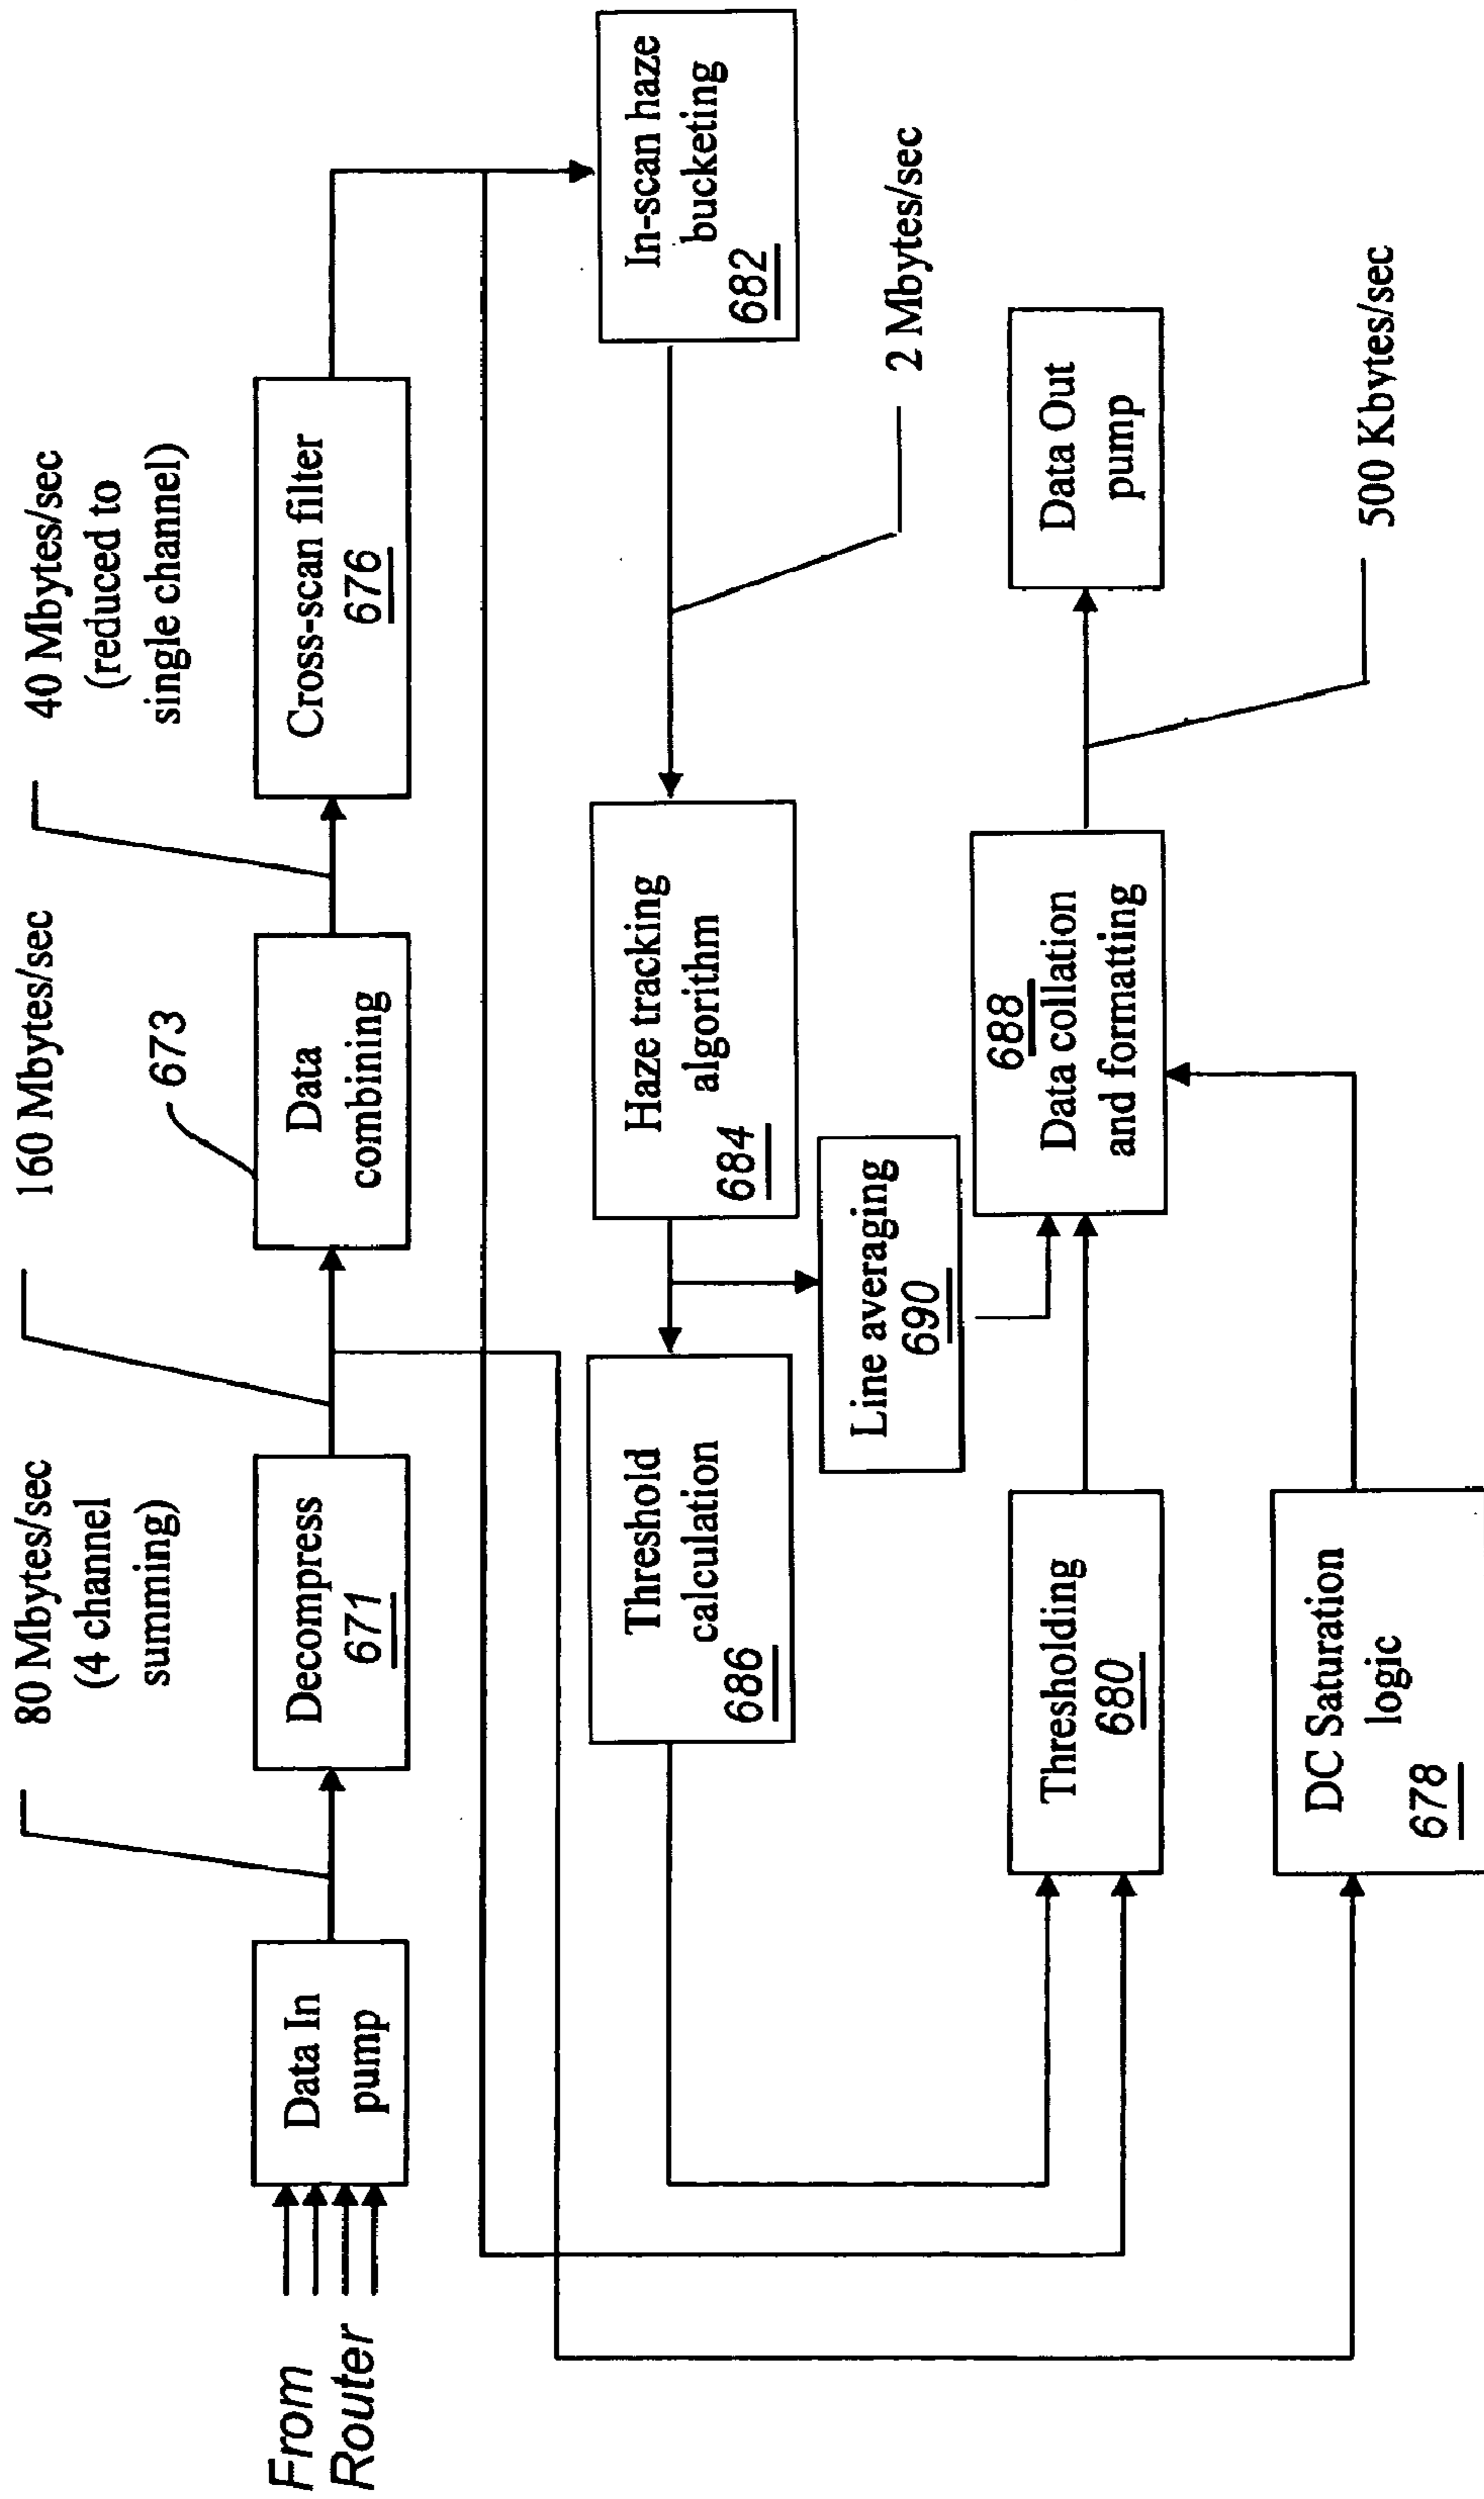 80 Mbytes/sec
(4 channel
summing)
160 Mbytes/sec
40 Mbytes/sec
(reduced to
single channel)
673
From
Router
Data In
pump
Decompress
671
Data
combining
Cross-scan filter
676
Threshold
calculation
686
Haze tracking
algorithm
684
In-scan haze
bucketing
682
Line averaging
690
2 Mbytes/sec
Thresholding
680
688
Data collation
and formatting
Data Out
pump
DC Saturation
logic
678
500 Kbytes/sec